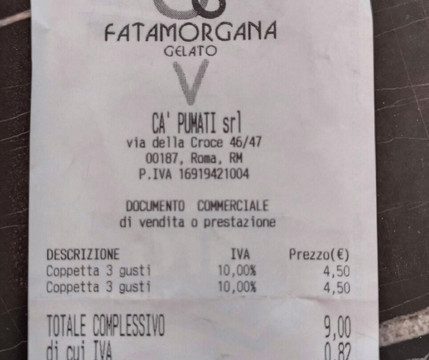 FATAMORGANA
GELATO
CA' PUMATI srl
via della Croce 46/47
00187, Roma, RM
P.IVA 16919421004
DOCUMENTO COMMERCIALE
di vendita o prestazione
DESCRIZIONE IVA Prezzo(€)
Coppetta 3 gusti 10,00% 4,50
Coppetta 3 gusti 10,00% 4,50
TOTALE COMPLESSIVO 9,00
di cui IVA 0,82